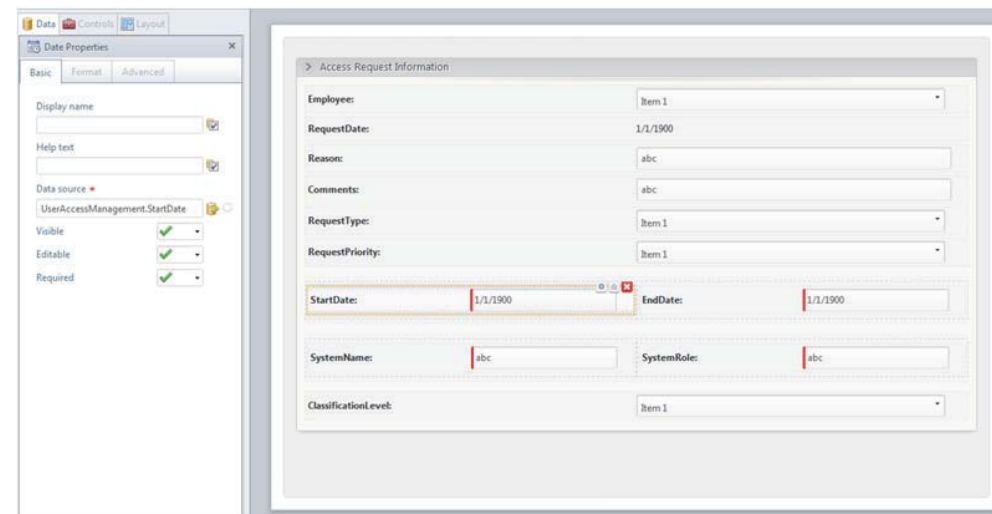 Data Controls Layout
Date Properties
Basic Format Advanced
Display name
Help text
Data source
UserAccessManagement.StartDate
Visible
Editable
Required
Access Request Information
Employee: Item 1
RequestDate: 1/1/1900
Reason: abc
Comments: abc
RequestType: Item 1
RequestPriority: Item 1
StartDate: 1/1/1900 EndDate: 1/1/1900
SystemName: abc SystemRole: abc
ClassificationLevel: Item 1